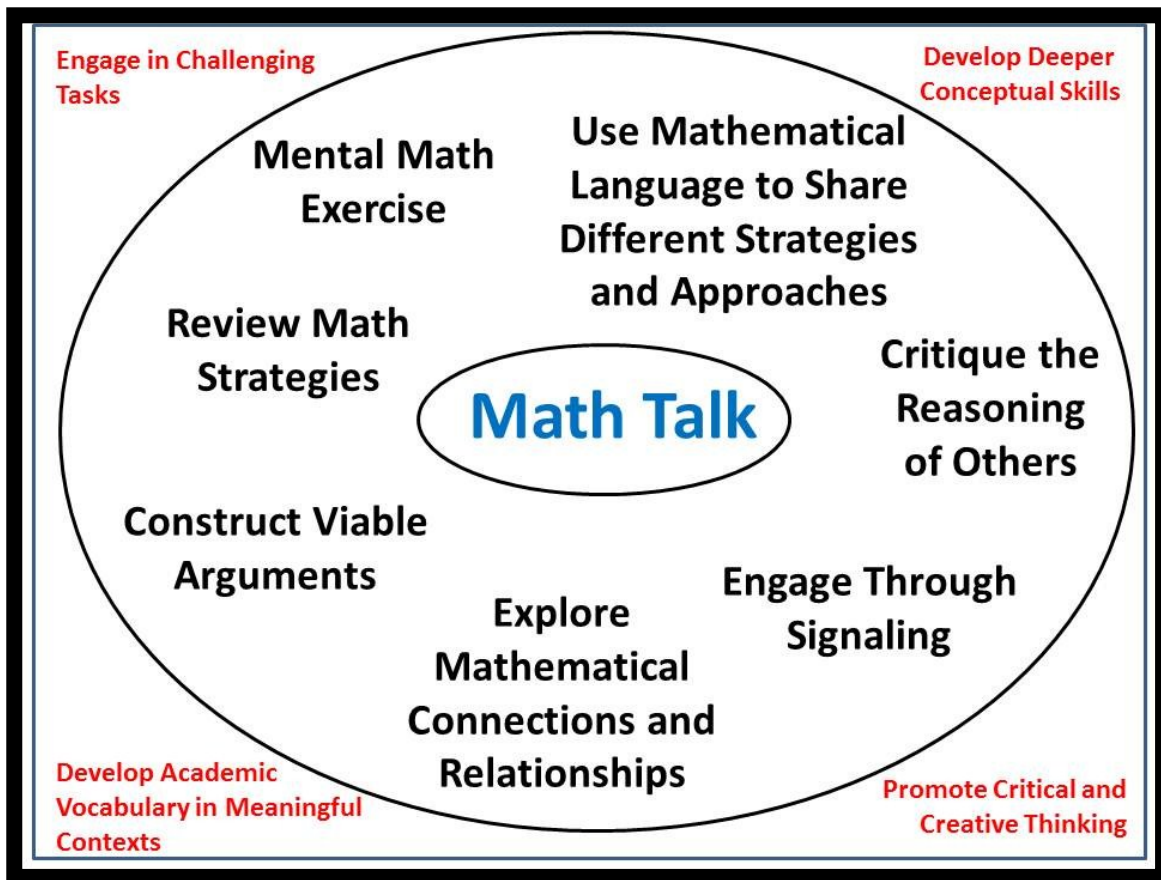 Engage in Challenging
Tasks
Develop Deeper
Conceptual Skills
Mental Math
Exercise
Use Mathematical
Language to Share
Different Strategies
and Approaches
Review Math
Strategies
Math Talk
Critique the
Reasoning
of Others
Construct Viable
Arguments
Explore
Mathematical
Connections and
Relationships
Engage Through
Signaling
Develop Academic
Vocabulary in Meaningful
Contexts
Promote Critical and
Creative Thinking